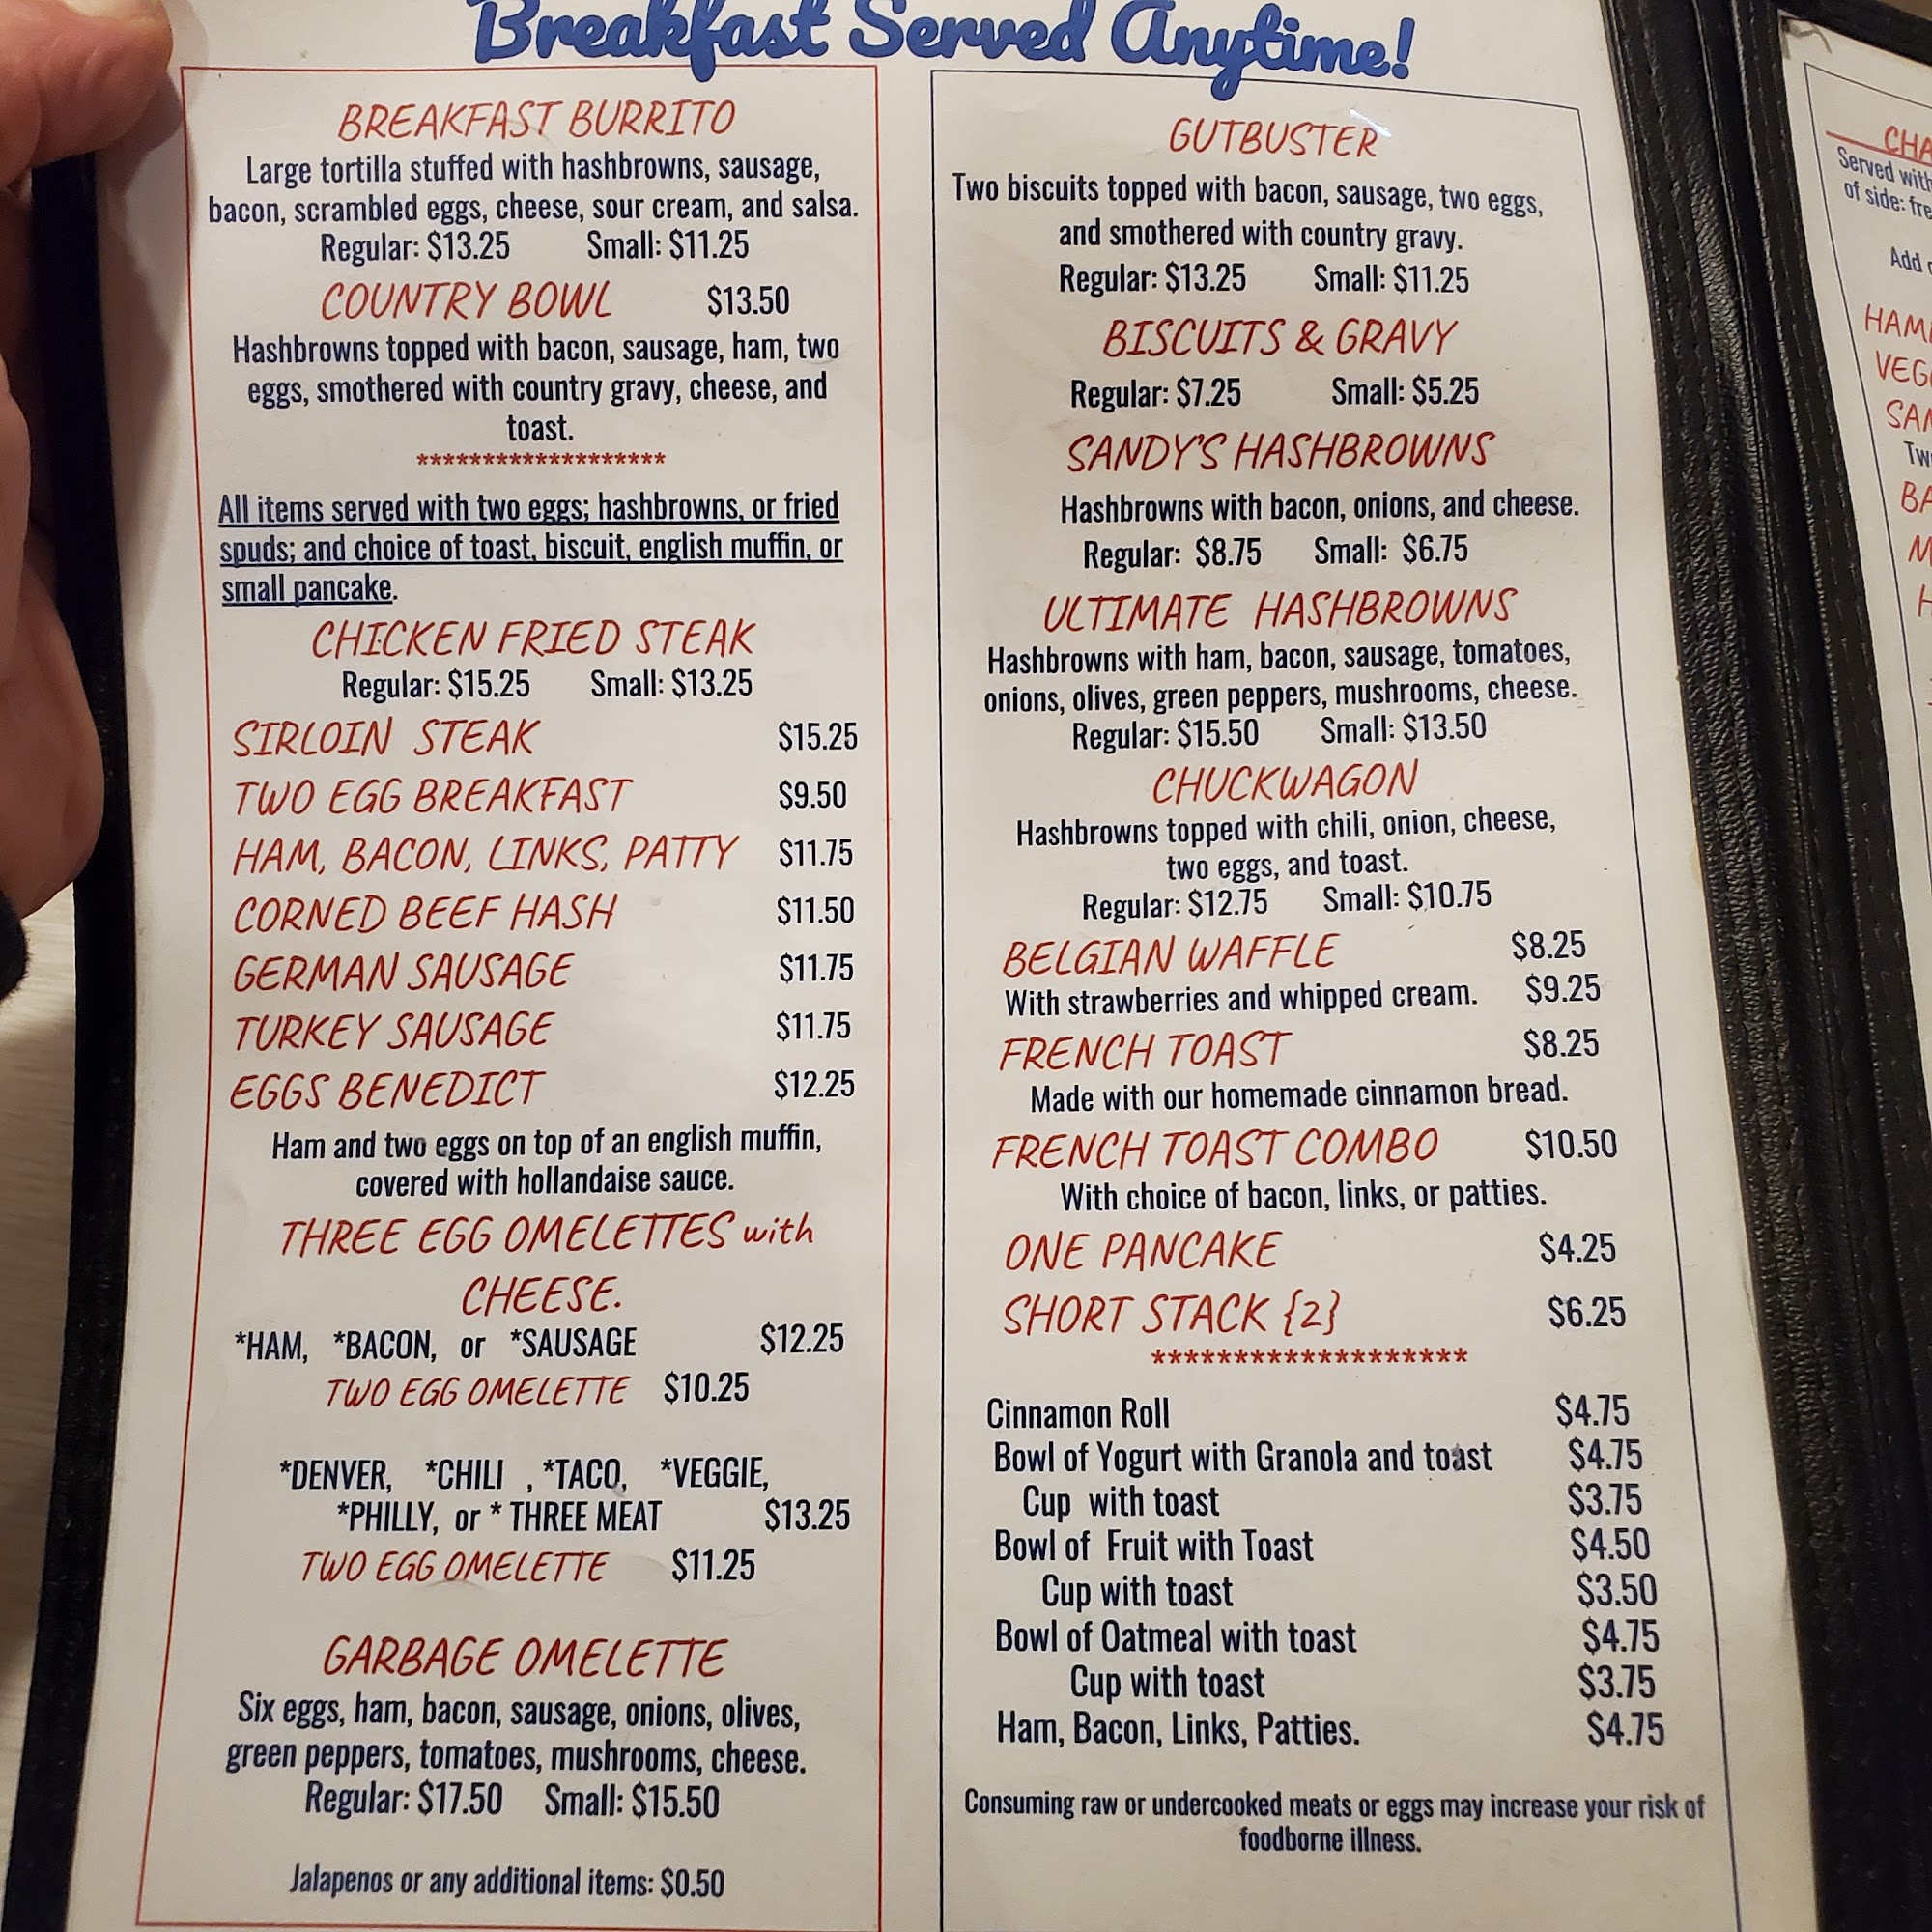 Breakfast Served Anytime!
BREAKFAST BURRITO
Large tortilla stuffed with hashbrowns, sausage,
bacon, scrambled eggs, cheese, sour cream, and salsa.
Regular: $13.25 Small: $11.25
COUNTRY BOWL $13.50
Hashbrowns topped with bacon, sausage, ham, two
eggs, smothered with country gravy, cheese, and
toast.
*******************
All items served with two eggs; hashbrowns, or fried
spuds; and choice of toast, biscuit, english muffin, or
small pancake.
CHICKEN FRIED STEAK
Regular: $15.25 Small: $13.25
SIRLOIN STEAK $15.25
TWO EGG BREAKFAST $9.50
HAM, BACON, LINKS, PATTY $11.75
CORNED BEEF HASH $11.50
GERMAN SAUSAGE $11.75
TURKEY SAUSAGE $11.75
EGGS BENEDICT $12.25
Ham and two eggs on top of an english muffin,
covered with hollandaise sauce.
THREE EGG OMELETTES with
CHEESE.
*HAM, *BACON, or *SAUSAGE $12.25
TWO EGG OMELETTE $10.25
*DENVER, *CHILI , *TACO, *VEGGIE,
*PHILLY, or * THREE MEAT $13.25
TWO EGG OMELETTE $11.25
GARBAGE OMELETTE
Six eggs, ham, bacon, sausage, onions, olives,
green peppers, tomatoes, mushrooms, cheese.
Regular: $17.50 Small: $15.50
Jalapenos or any additional items: $0.50
GUTBUSTER
Two biscuits topped with bacon, sausage, two eggs,
and smothered with country gravy.
Regular: $13.25 Small: $11.25
BISCUITS & GRAVY
Regular: $7.25 Small: $5.25
SANDY'S HASHBROWNS
Hashbrowns with bacon, onions, and cheese.
Regular: $8.75 Small: $6.75
ULTIMATE HASHBROWNS
Hashbrowns with ham, bacon, sausage, tomatoes,
onions, olives, green peppers, mushrooms, cheese.
Regular: $15.50 Small: $13.50
CHUCKWAGON
Hashbrowns topped with chili, onion, cheese,
two eggs, and toast.
Regular: $12.75 Small: $10.75
BELGIAN WAFFLE $8.25
With strawberries and whipped cream. $9.25
FRENCH TOAST $8.25
Made with our homemade cinnamon bread.
FRENCH TOAST COMBO $10.50
With choice of bacon, links, or patties.
ONE PANCAKE $4.25
SHORT STACK {2} $6.25
*******************
Cinnamon Roll $4.75
Bowl of Yogurt with Granola and toast $4.75
Cup with toast $3.75
Bowl of Fruit with Toast $4.50
Cup with toast $3.50
Bowl of Oatmeal with toast $4.75
Cup with toast $3.75
Ham, Bacon, Links, Patties. $4.75
Consuming raw or undercooked meats or eggs may increase your risk of
foodborne illness.
Served with
of side:
Add